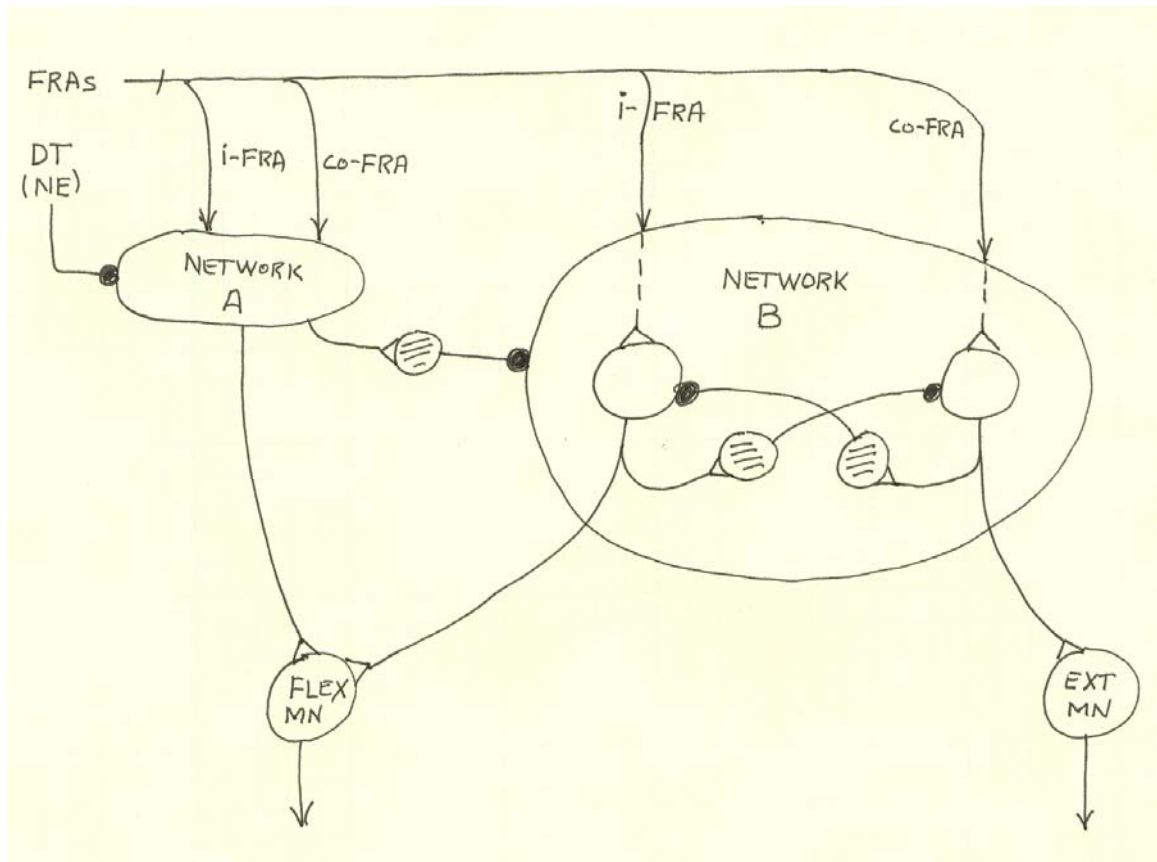 FRAs
i-FRA
co-FRA
i-FRA
co-FRA
DT
(NE)
NETWORK
A
NETWORK
B
FLEX
MN
EXT
MN